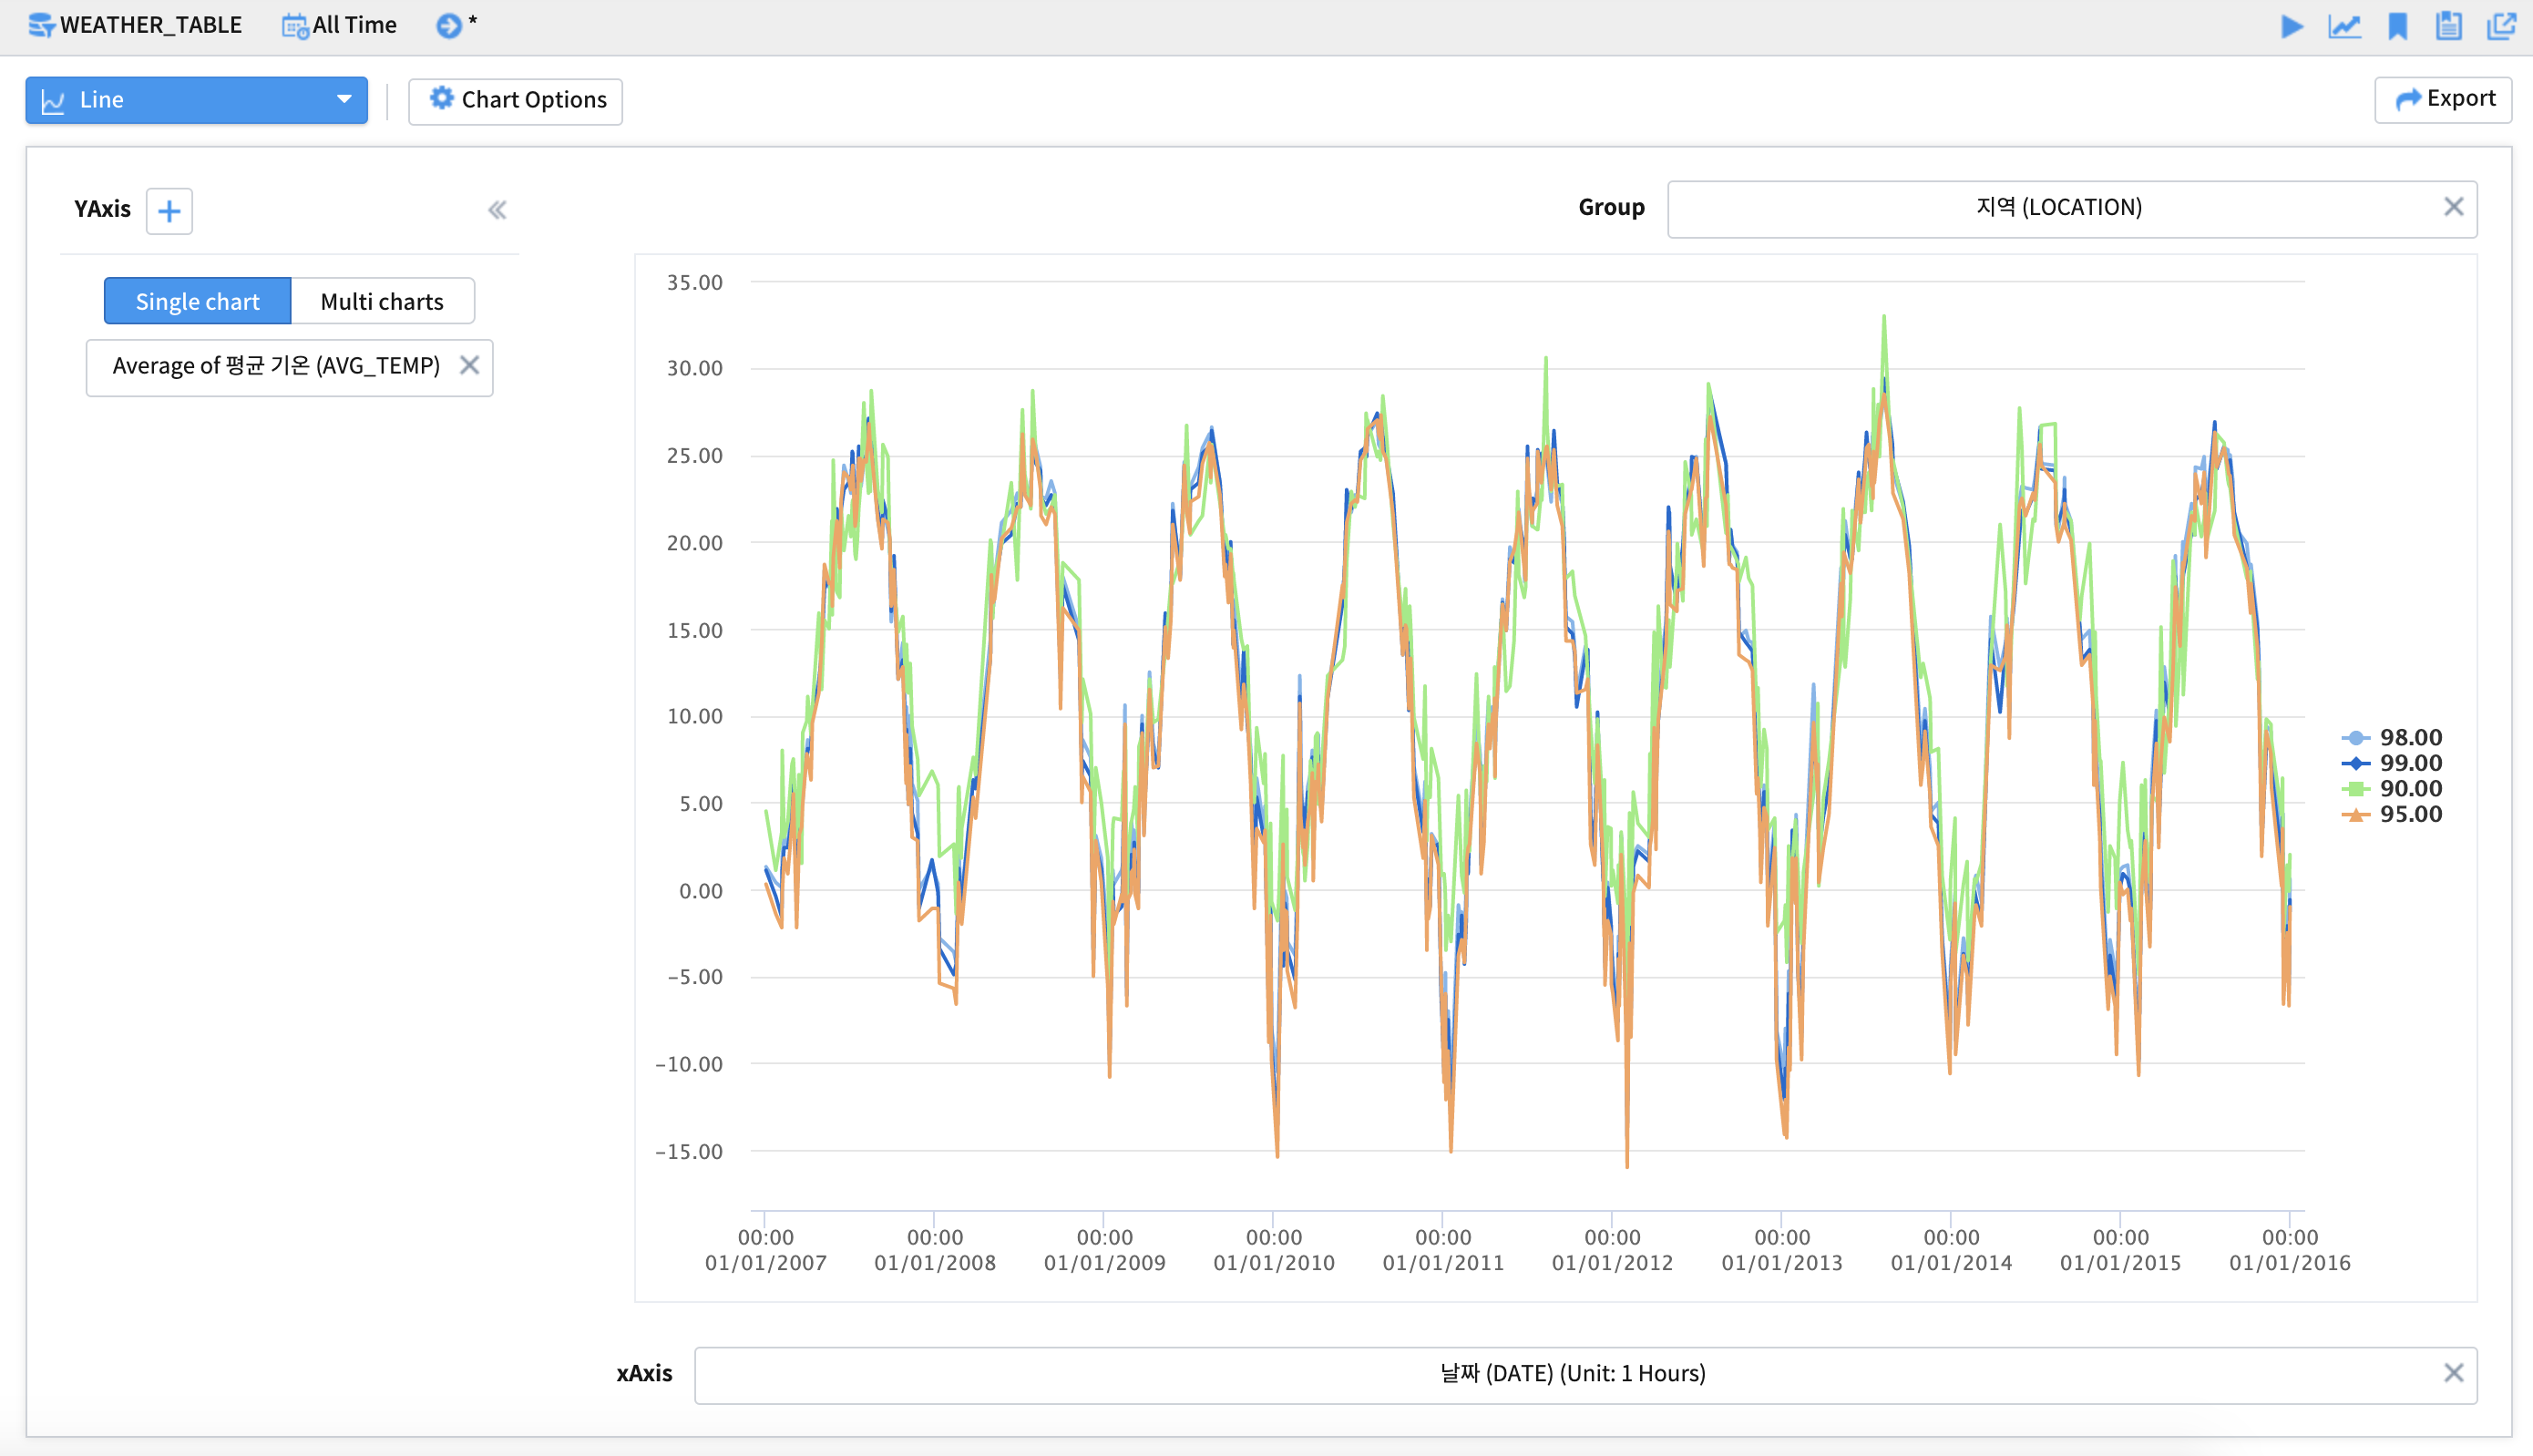 WEATHER_TABLE All Time *
Line Chart Options Export
YAxis
Group 지역 (LOCATION)
Single chart Multi charts
Average of 평균 기온 (AVG_TEMP)
35.00
30.00
25.00
20.00
15.00
10.00
5.00
0.00
−5.00
−10.00
−15.00
98.00
99.00
90.00
95.00
00:00 00:00 00:00 00:00 00:00 00:00 00:00 00:00 00:00 00:00
01/01/2007 01/01/2008 01/01/2009 01/01/2010 01/01/2011 01/01/2012 01/01/2013 01/01/2014 01/01/2015 01/01/2016
xAxis 날짜 (DATE) (Unit: 1 Hours)